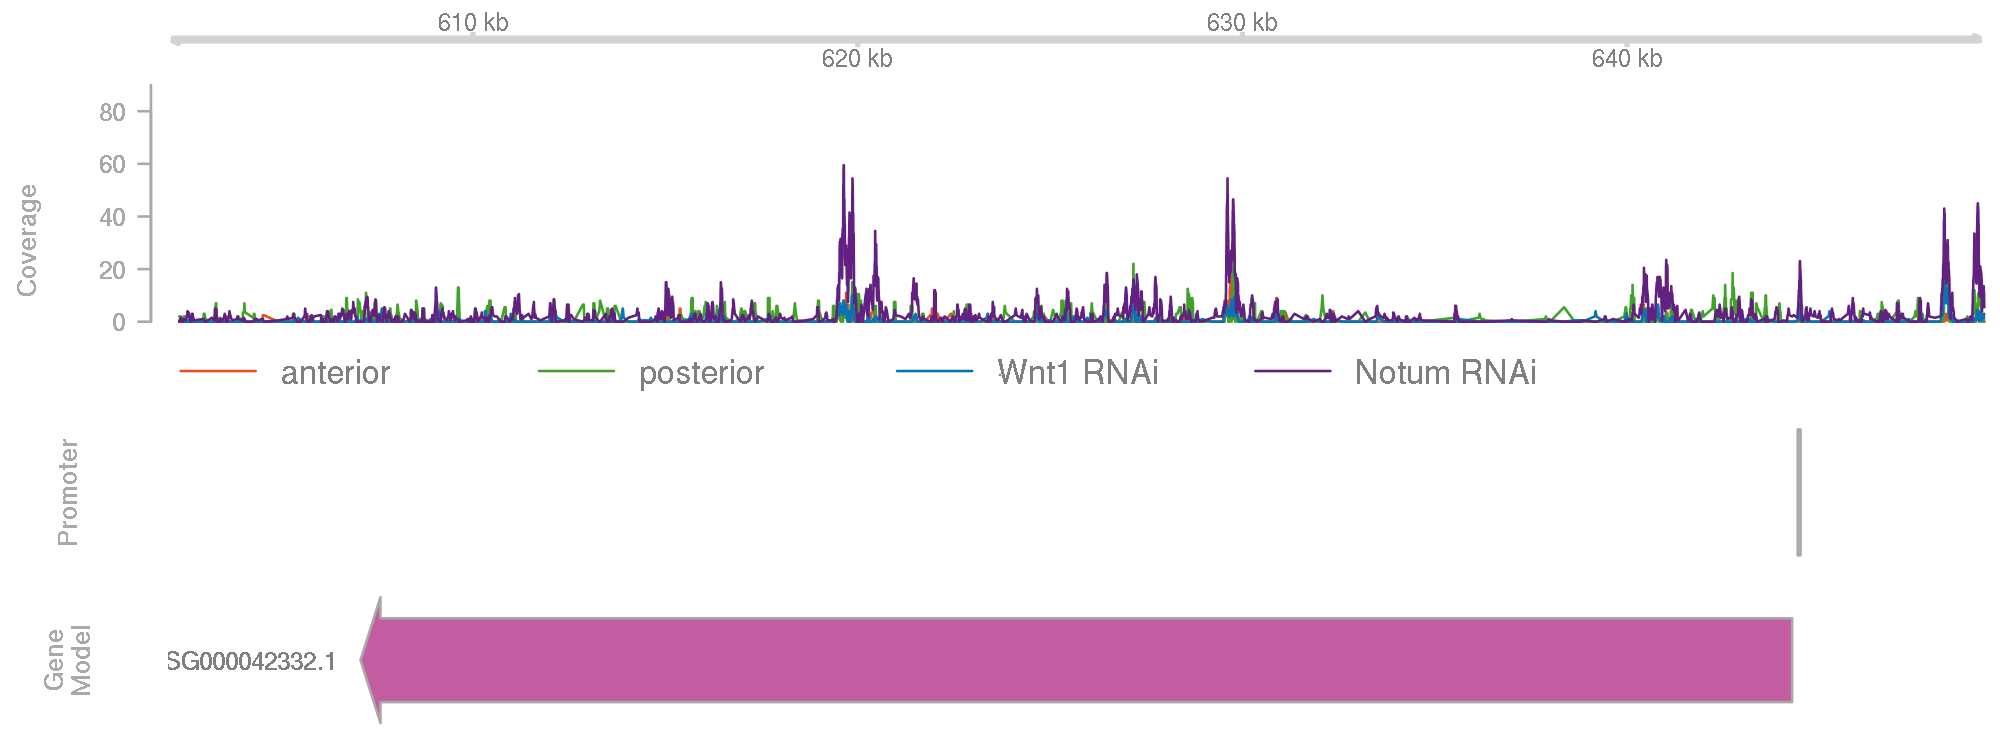 610 kb
630 kb
620 kb
640 kb
Coverage
80
60
40
20
0
anterior
posterior
Wnt1 RNAi
Notum RNAi
Promoter
Gene
Model
SG000042332.1